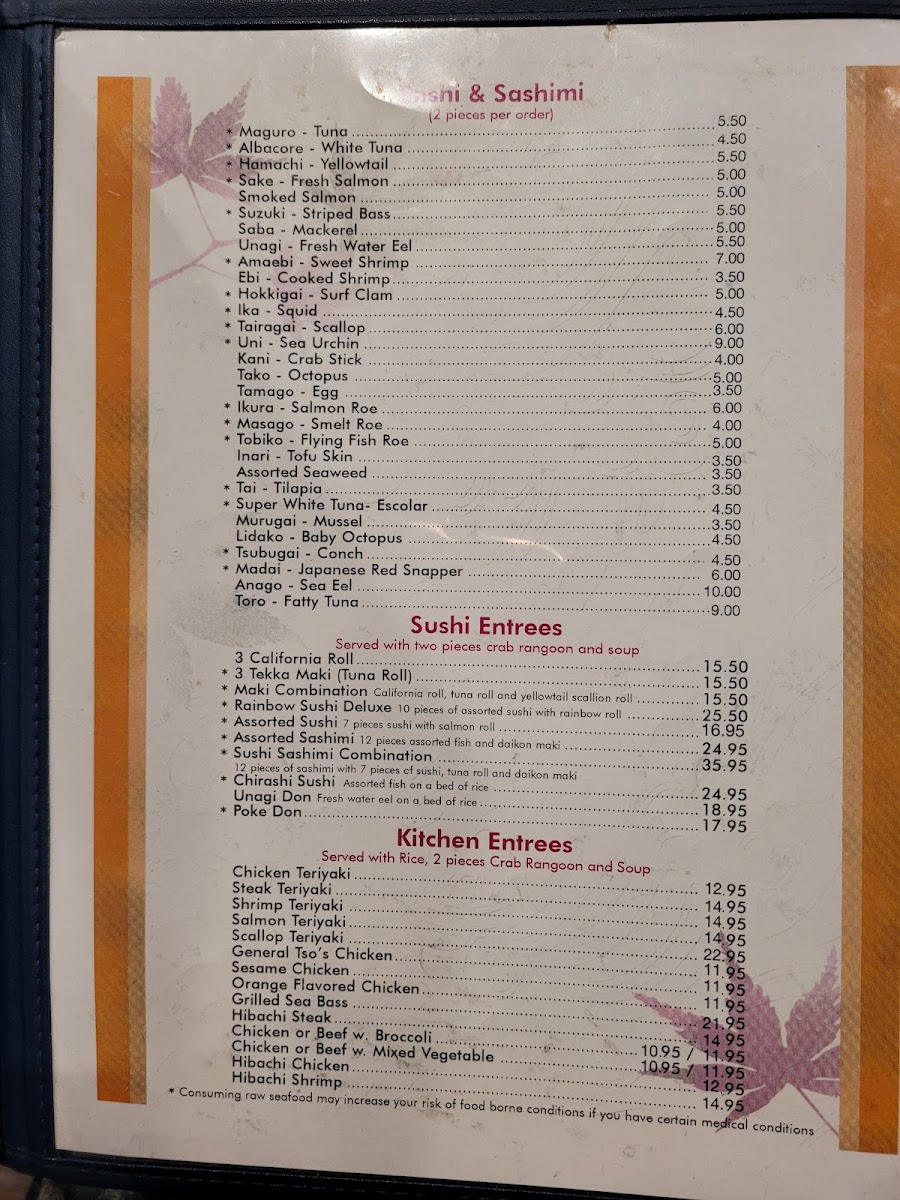 Sushi & Sashimi
(2 pieces per order)
* Maguro - Tuna 5.50
* Albacore - White Tuna 4.50
* Hamachi - Yellowtail 5.50
* Sake - Fresh Salmon 5.00
Smoked Salmon 5.00
* Suzuki - Striped Bass 5.50
Saba - Mackerel 5.00
Unagi - Fresh Water Eel 5.50
* Amaebi - Sweet Shrimp 7.00
Ebi - Cooked Shrimp 3.50
* Hokkigai - Surf Clam 5.00
* Ika - Squid 4.50
* Tairagai - Scallop 6.00
* Uni - Sea Urchin 9.00
Kani - Crab Stick 4.00
Tako - Octopus 5.00
Tamago - Egg 3.50
* Ikura - Salmon Roe 6.00
* Masago - Smelt Roe 4.00
* Tobiko - Flying Fish Roe 5.00
Inari - Tofu Skin 3.50
Assorted Seaweed 3.50
* Tai - Tilapia 3.50
* Super White Tuna- Escolar 4.50
Murugai - Mussel 3.50
Lidako - Baby Octopus 4.50
* Tsubugai - Conch 4.50
* Madai - Japanese Red Snapper 6.00
Anago - Sea Eel 10.00
Toro - Fatty Tuna 9.00
Sushi Entrees
Served with two pieces crab rangoon and soup
3 California Roll 15.50
* 3 Tekka Maki (Tuna Roll) 15.50
* Maki Combination California roll, tuna roll and yellowtail scallion roll 15.50
* Rainbow Sushi Deluxe 10 pieces of assorted sushi with rainbow roll 25.50
* Assorted Sushi 7 pieces sushi with salmon roll 16.95
* Assorted Sashimi 12 pieces assorted fish and daikon maki 24.95
* Sushi Sashimi Combination 35.95
12 pieces of sashimi with 7 pieces of sushi, tuna roll and daikon maki
* Chirashi Sushi Assorted fish on a bed of rice 24.95
Unagi Don Fresh water eel on a bed of rice 18.95
* Poke Don 17.95
Kitchen Entrees
Served with Rice, 2 pieces Crab Rangoon and Soup
Chicken Teriyaki 12.95
Steak Teriyaki 14.95
Shrimp Teriyaki 14.95
Salmon Teriyaki 14.95
Scallop Teriyaki 22.95
General Tso's Chicken 11.95
Sesame Chicken 11.95
Orange Flavored Chicken 11.95
Grilled Sea Bass 21.95
Hibachi Steak 14 95
Chicken or Beef w. Broccoli 10.95 / 11.95
Chicken or Beef w. Mixed Vegetable 10.95 / 11.95
Hibachi Chicken 12.95
Hibachi Shrimp 14.95
* Consuming raw seafood may increase your risk of food borne conditions if you have certain medical conditions